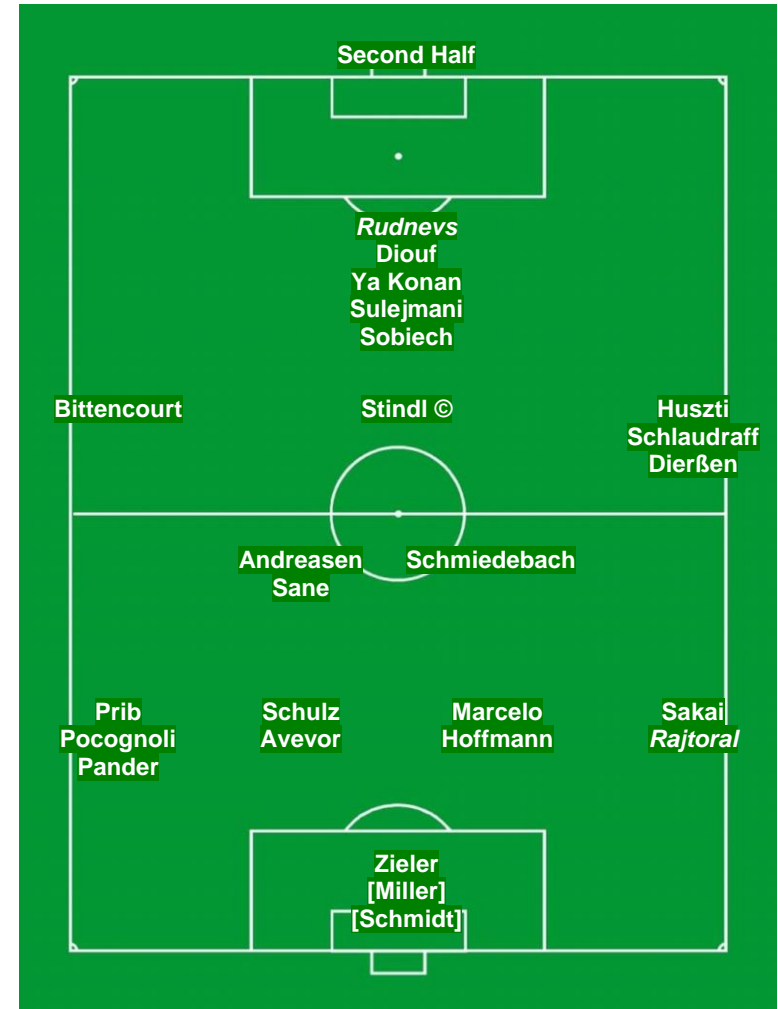 Second Half
Rudnevs
Diouf
Ya Konan
Sulejmani
Sobiech
Bittencourt
Stindl ©
Huszti
Schlaudraff
Dierßen
Andreasen
Sane
Schmiedebach
Prib
Pocognoli
Pander
Schulz
Avevor
Marcelo
Hoffmann
Sakai
Rajtoral
Zieler
[Miller]
[Schmidt]